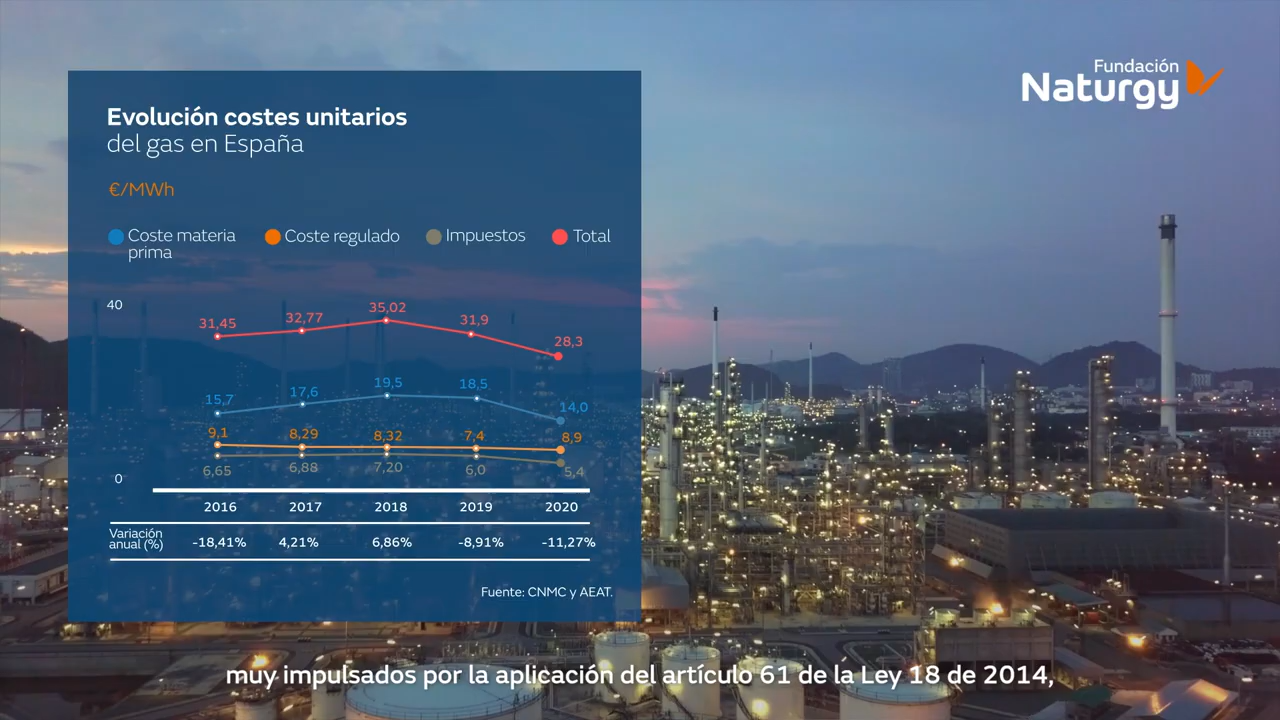 Fundación
Naturgy
Evolución costes unitarios
del gas en España
€/MWh
Coste materia
prima
Coste regulado
Impuestos
Total
40
31,45
32,77
35,02
31,9
28,3
15,7
17,6
19,5
18,5
14,0
9,1
8,29
8,32
7,4
8,9
6,65
6,88
7,20
6,0
5,4
0
2016 2017 2018 2019 2020
Variación
anual (%)
-18,41% 4,21% 6,86% -8,91% -11,27%
Fuente: CNMC y AEAT.
muy impulsados por la aplicación del artículo 61 de la Ley 18 de 2014,